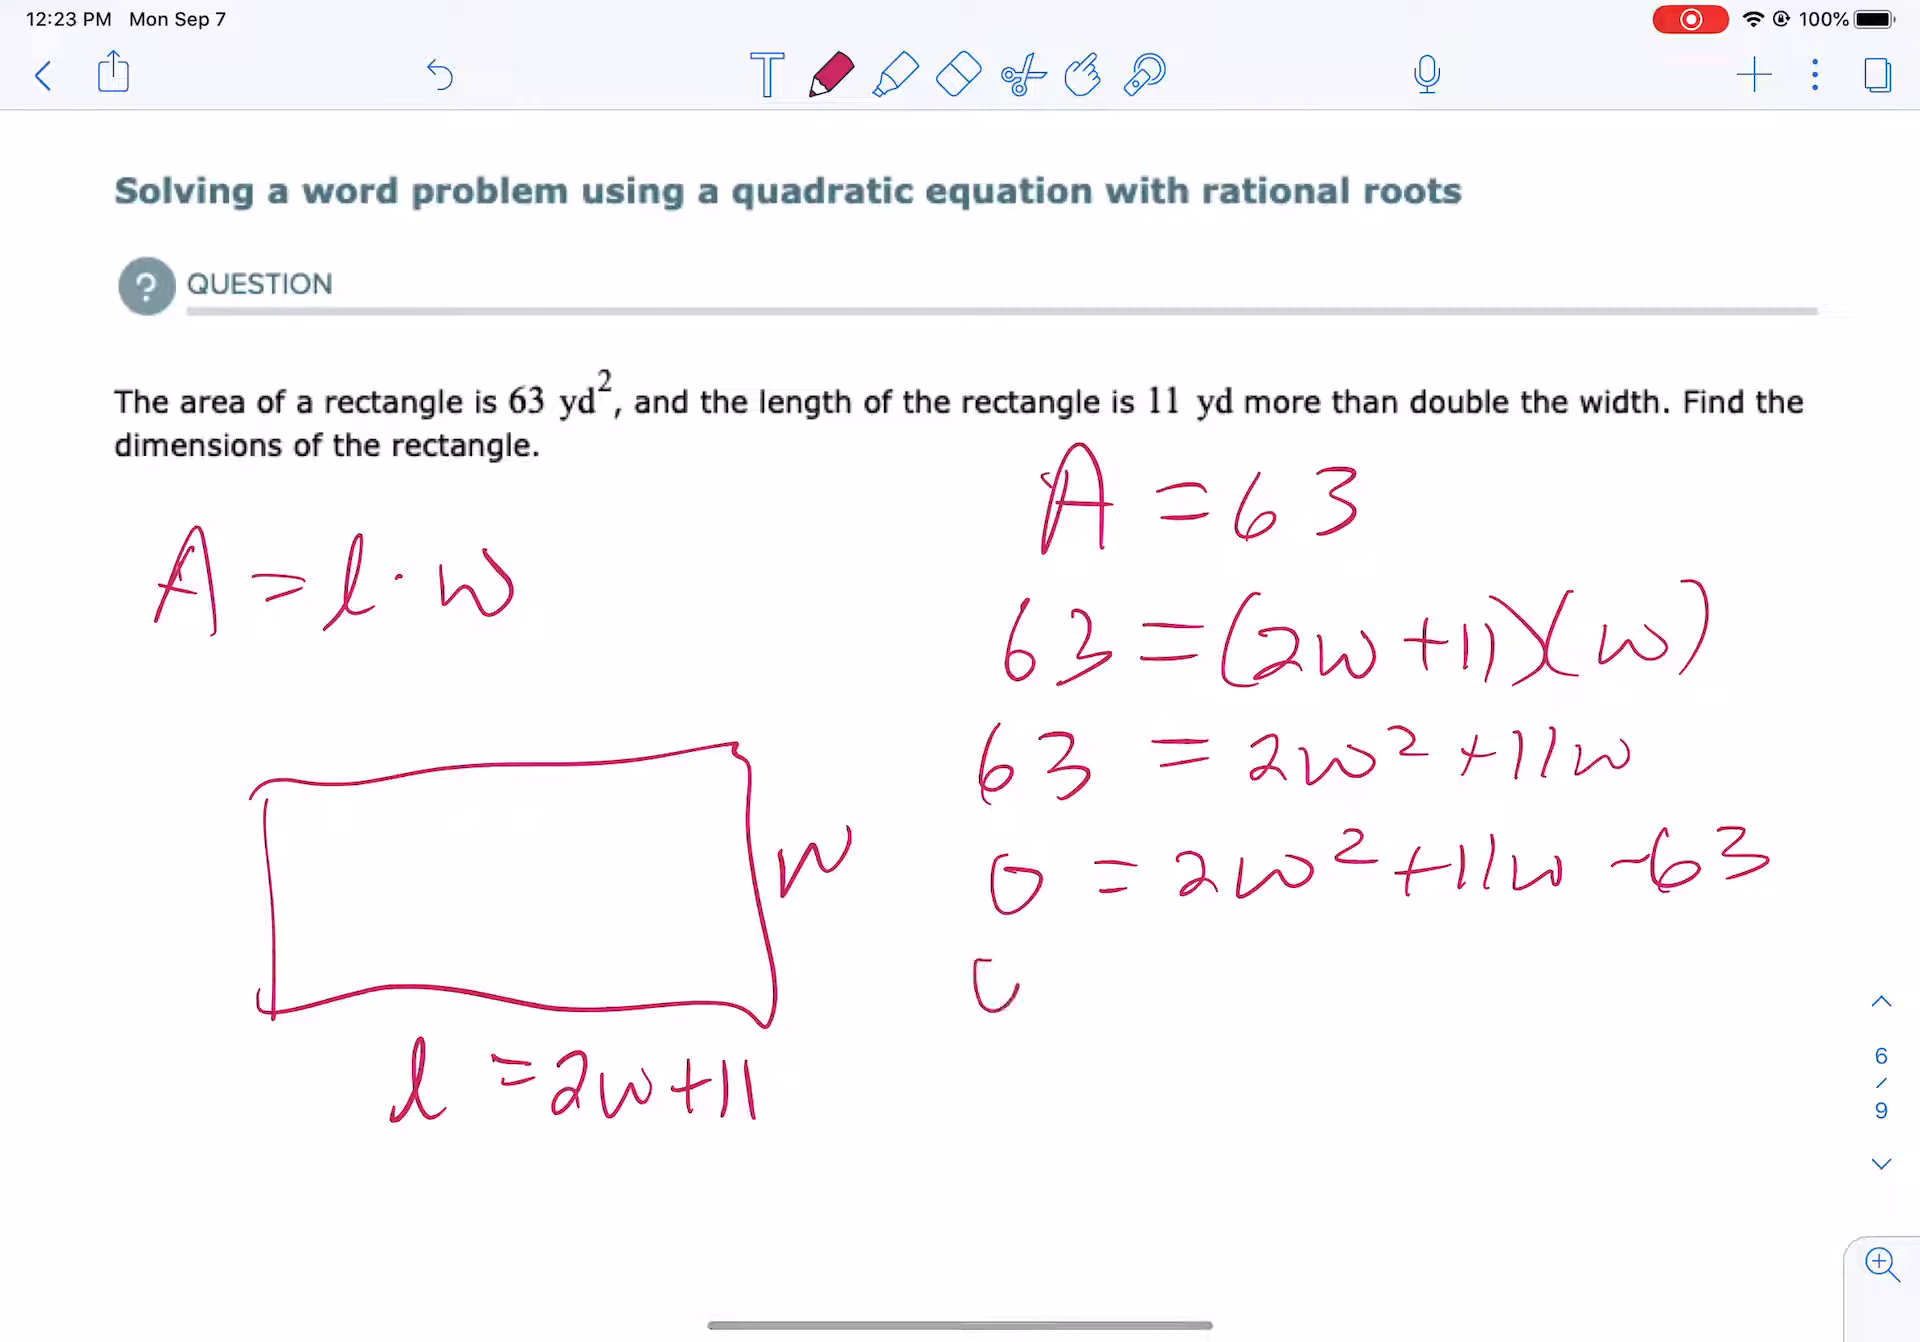 12:23 PM Mon Sep 7
100%
T
Solving a word problem using a quadratic equation with rational roots
? QUESTION
The area of a rectangle is 63 yd², and the length of the rectangle is 11 yd more than double the width. Find the
dimensions of the rectangle.
A = l · w
w
l = 2w + 11
A = 63
63 = (2w + 11)(w)
63 = 2w² + 11w
0 = 2w² + 11w - 63
6
/
9